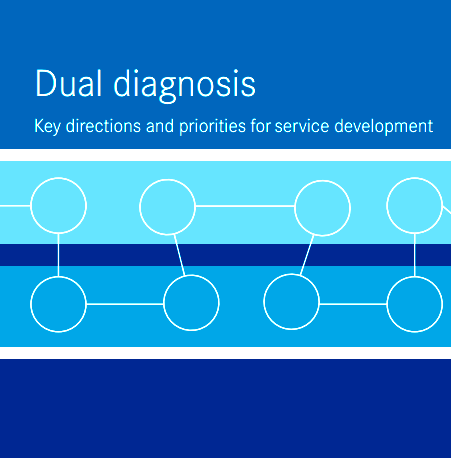 Dual diagnosis
Key directions and priorities for service development